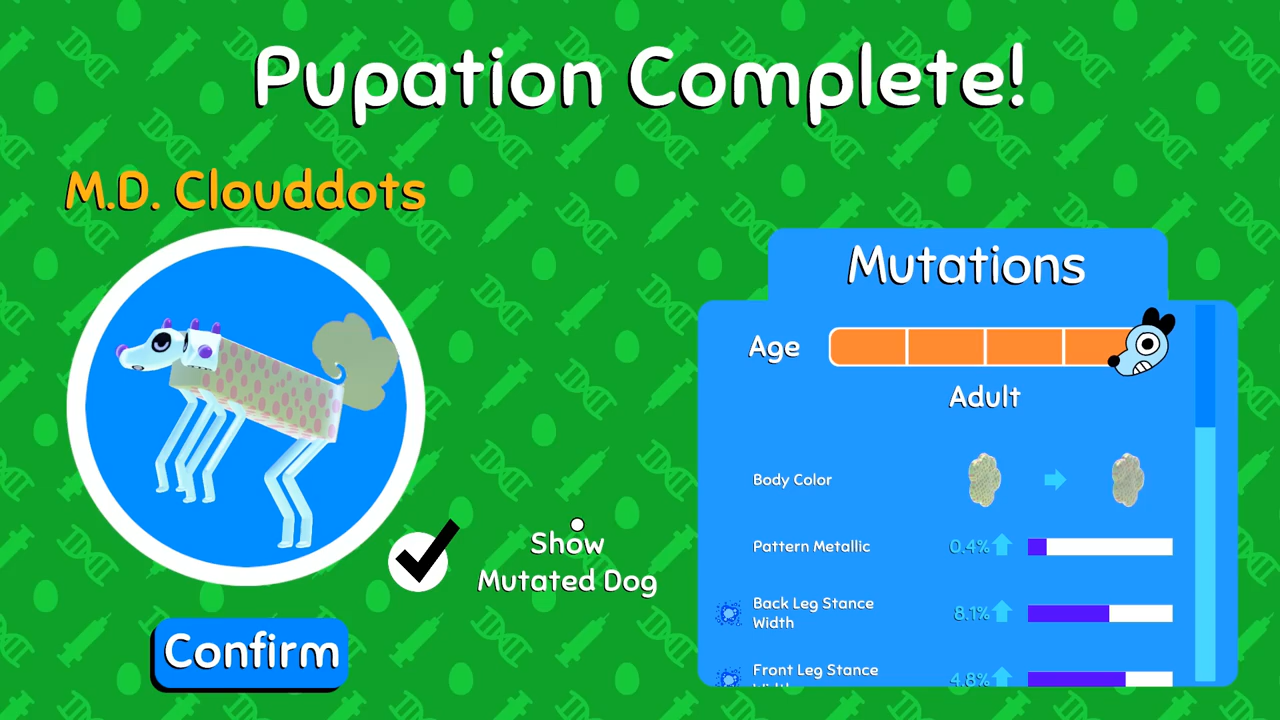 Pupation Complete!
M.D. Clouddots
Mutations
Age
Adult
Body Color
Pattern Metallic 0.4%
Back Leg Stance 8.1%
Width
Show
Mutated Dog
Confirm
Front Leg Stance 4.8%